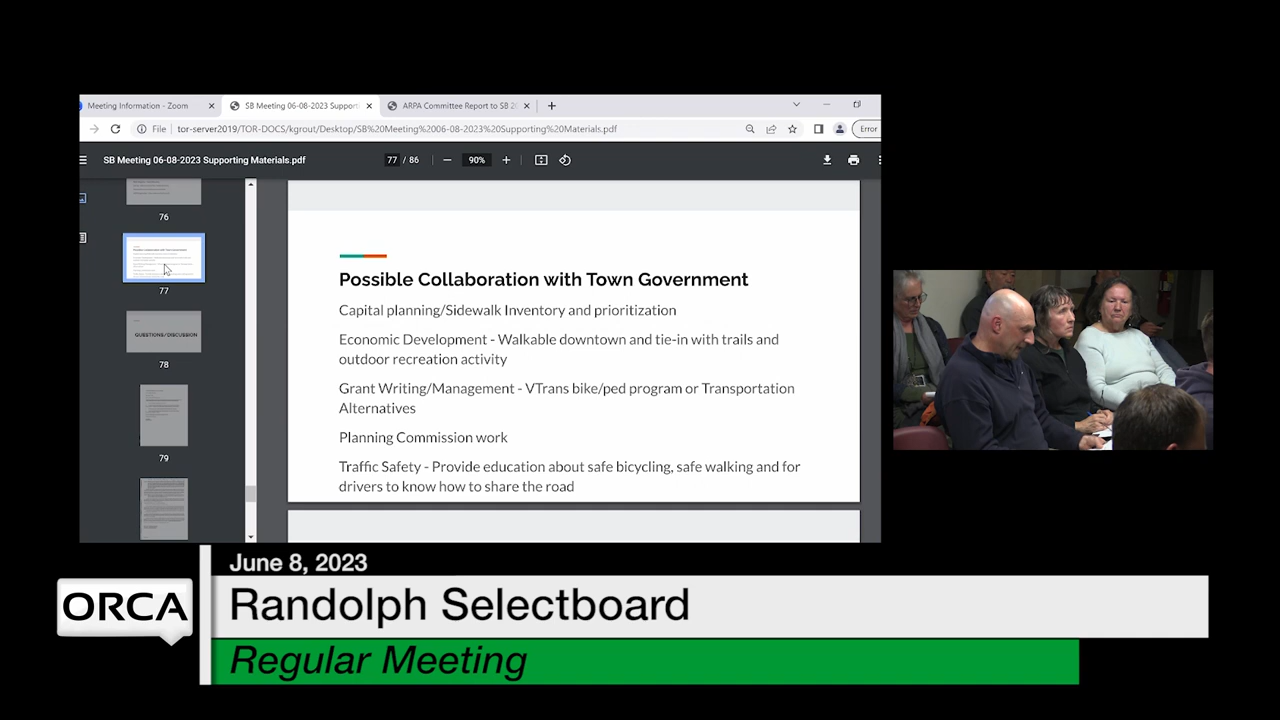 Meeting Information - Zoom
SB Meeting 06-08-2023 Support
ARPA Committee Report to SB 2
File tor-server2019/TOR-DOCS/kgrout/Desktop/SB%20Meeting%2006-08-2023%20Supporting%20Materials.pdf
Error
SB Meeting 06-08-2023 Supporting Materials.pdf
77 / 86
90%
76
77
QUESTIONS/DISCUSSION
78
79
Possible Collaboration with Town Government
Capital planning/Sidewalk Inventory and prioritization
Economic Development - Walkable downtown and tie-in with trails and
outdoor recreation activity
Grant Writing/Management - VTrans bike/ped program or Transportation
Alternatives
Planning Commission work
Traffic Safety - Provide education about safe bicycling, safe walking and for
drivers to know how to share the road
June 8, 2023
ORCA
Randolph Selectboard
Regular Meeting